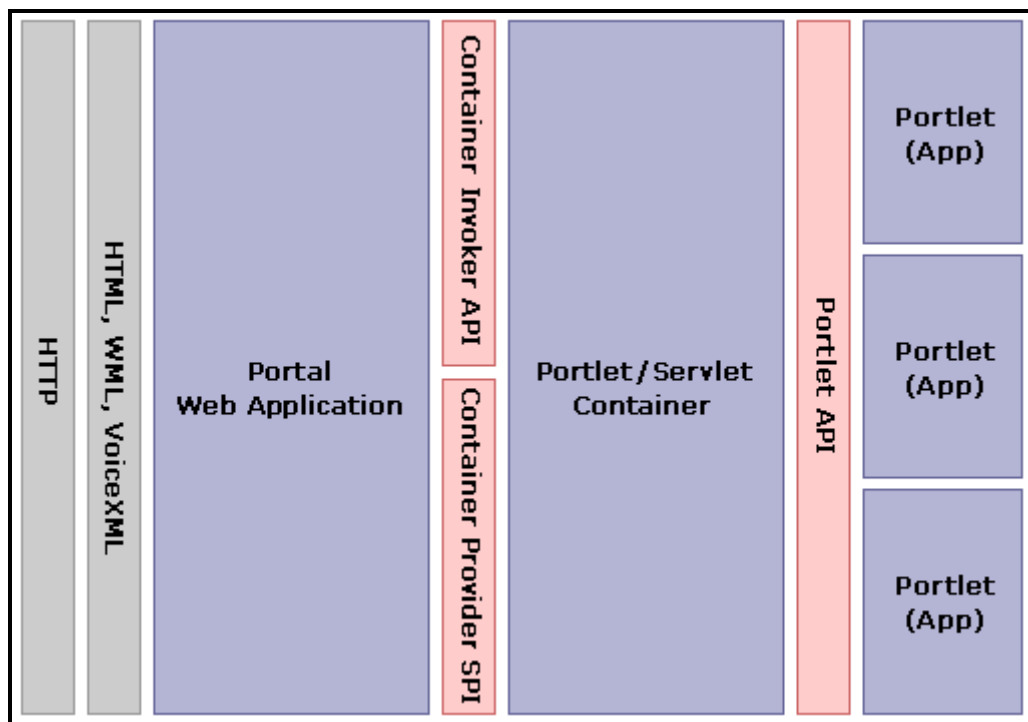 HTTP
HTML, WML, VoiceXML
Portal
Web Application
Container Invoker API
Container Provider SPI
Portlet/Servlet
Container
Portlet API
Portlet
(App)
Portlet
(App)
Portlet
(App)